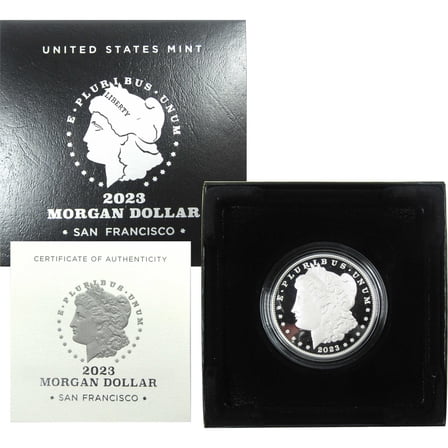 UNITED STATES MINT
E·PLURIBUS·UNUM
LIBERTY
2023
MORGAN DOLLAR
• SAN FRANCISCO •
CERTIFICATE OF AUTHENTICITY
E·PLURIBUS·UNUM
2023
MORGAN DOLLAR
• SAN FRANCISCO •
E·PLURIBUS·UNUM
2023